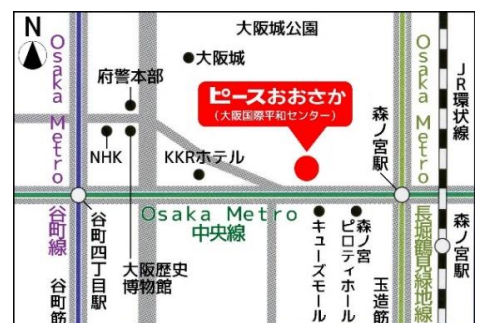 N
大阪城公園
大阪城
府警本部
ピースおおさか
(大阪国際平和センター)
Osaka Metro
谷町線
NHK
KKRホテル
森ノ宮駅
Osaka Metro
長堀鶴見緑地線
JR環状線
Osaka Metro
中央線
谷町四丁目駅
谷町筋
大阪歴史
博物館
キューズモール
森ノ宮
ピロティホール
玉造筋
森ノ宮駅